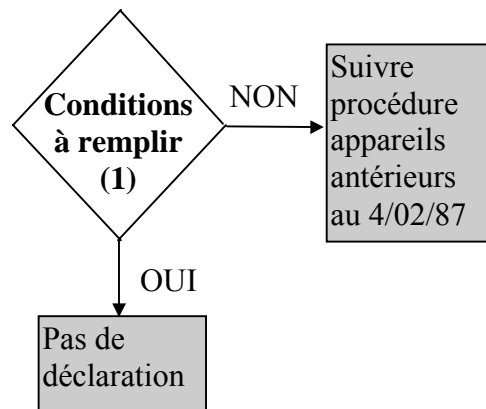 Conditions
à remplir
(1)
NON
Suivre
procédure
appareils
antérieurs
au 4/02/87
OUI
Pas de
déclaration